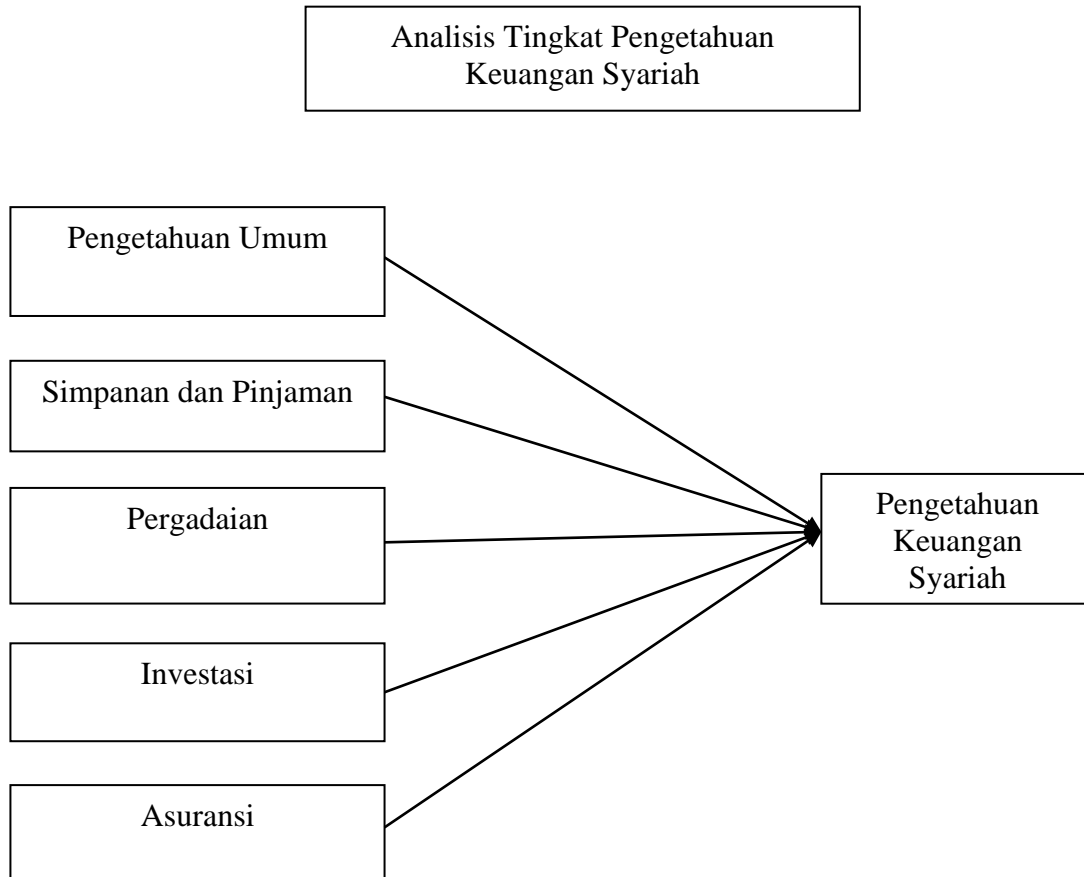 Analisis Tingkat Pengetahuan
Keuangan Syariah
Pengetahuan Umum
Simpanan dan Pinjaman
Pergadaian
Investasi
Asuransi
Pengetahuan
Keuangan
Syariah